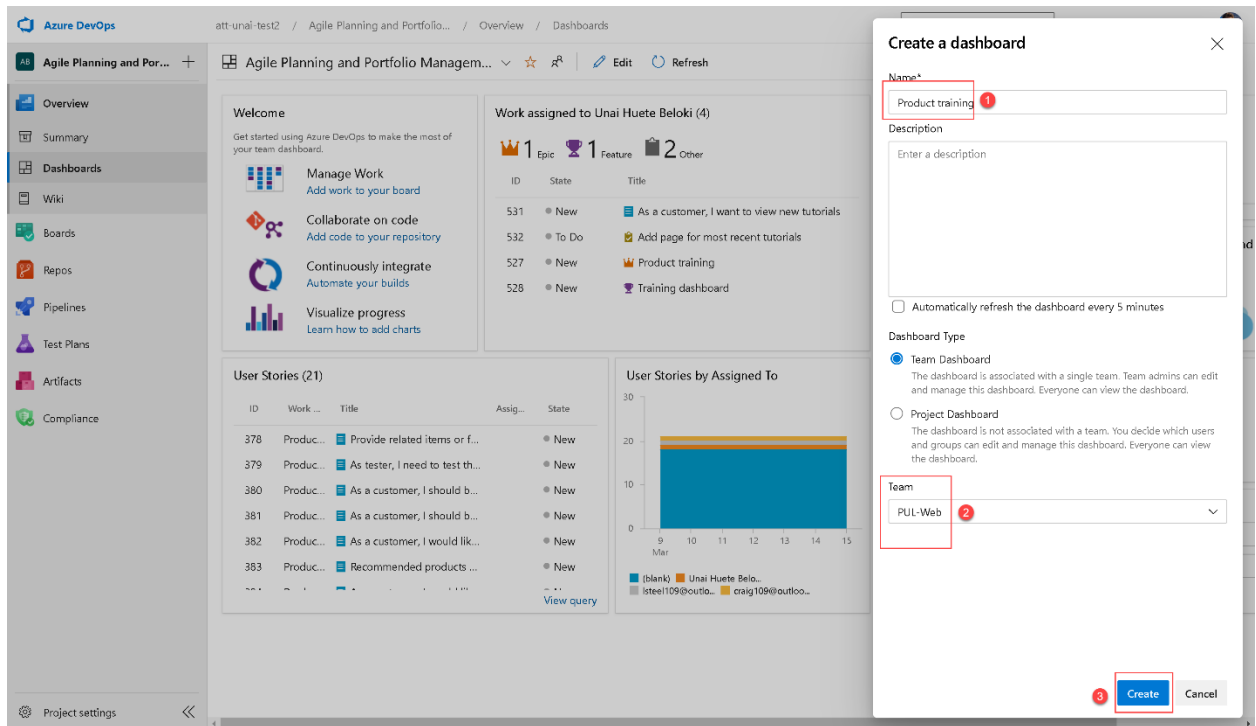 Azure DevOps
att-unai-test2 / Agile Planning and Portfolio... / Overview / Dashboards
AB Agile Planning and Por... +
Agile Planning and Portfolio Managem...
Edit
Refresh
Overview
Summary
Dashboards
Wiki
Boards
Repos
Pipelines
Test Plans
Artifacts
Compliance
Project settings
Welcome
Get started using Azure DevOps to make the most of
your team dashboard.
Manage Work
Add work to your board
Collaborate on code
Add code to your repository
Continuously integrate
Automate your builds
Visualize progress
Learn how to add charts
Work assigned to Unai Huete Beloki (4)
1 Epic 1 Feature 2 Other
ID State Title
531 New As a customer, I want to view new tutorials
532 To Do Add page for most recent tutorials
527 New Product training
528 New Training dashboard
User Stories (21)
ID Work ... Title Assig... State
378 Produc... Provide related items or f... New
379 Produc... As tester, I need to test th... New
380 Produc... As a customer, I should b... New
381 Produc... As a customer, I should b... New
382 Produc... As a customer, I would lik... New
383 Produc... Recommended products ... New
View query
User Stories by Assigned To
30
20
10
0
9 10 11 12 13 14 15
Mar
(blank) Unai Huete Belo...
lsteel109@outlo... craig109@outloo...
Create a dashboard
Name*
Product training 1
Description
Enter a description
Automatically refresh the dashboard every 5 minutes
Dashboard Type
Team Dashboard
The dashboard is associated with a single team. Team admins can edit
and manage this dashboard. Everyone can view the dashboard.
Project Dashboard
The dashboard is not associated with a team. You decide which users
and groups can edit and manage this dashboard. Everyone can view
the dashboard.
Team
PUL-Web 2
3 Create Cancel